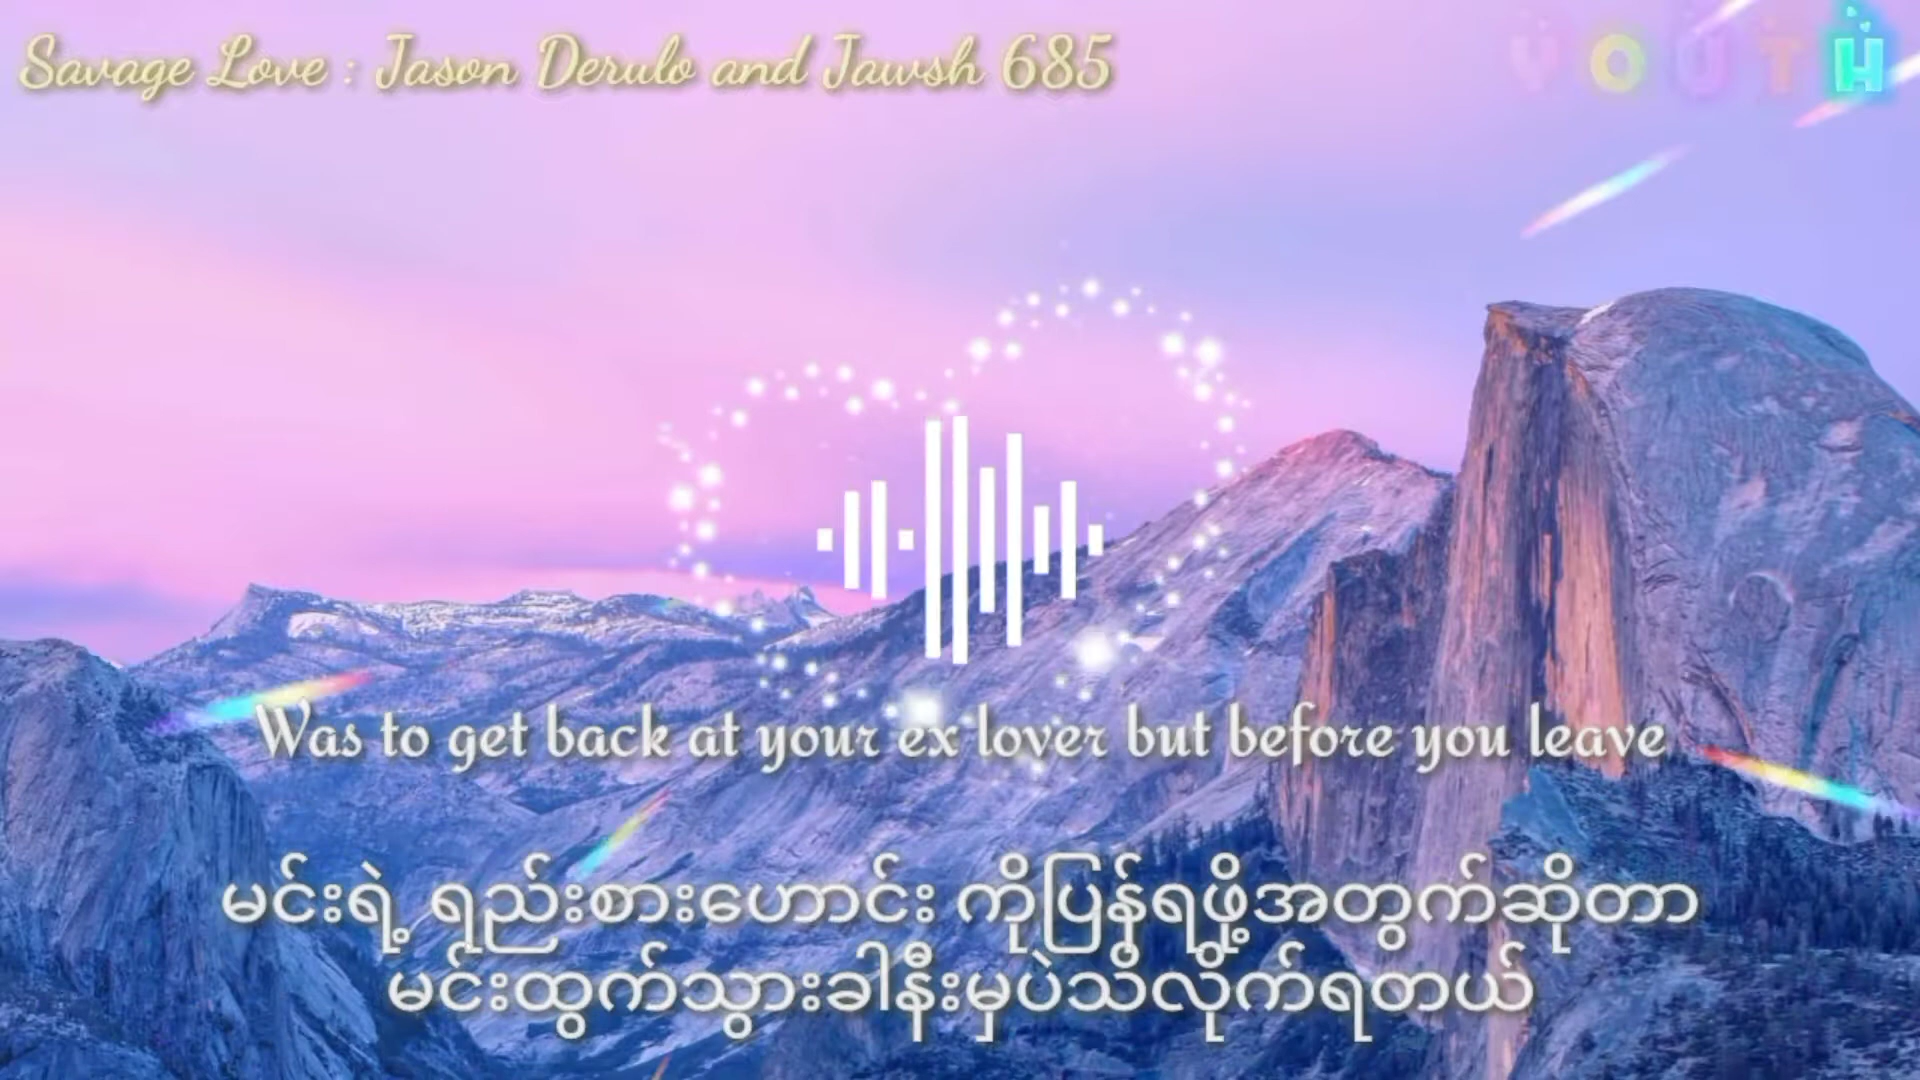 Savage Love : Jason Derulo and Jawsh 685
YOUTH
Was to get back at your ex lover but before you leave
မင်းရဲ့ ရည်းစားဟောင်း ကိုပြန်ရဖို့အတွက်ဆိုတာ
မင်းထွက်သွားခါနီးမှပဲသိလိုက်ရတယ်